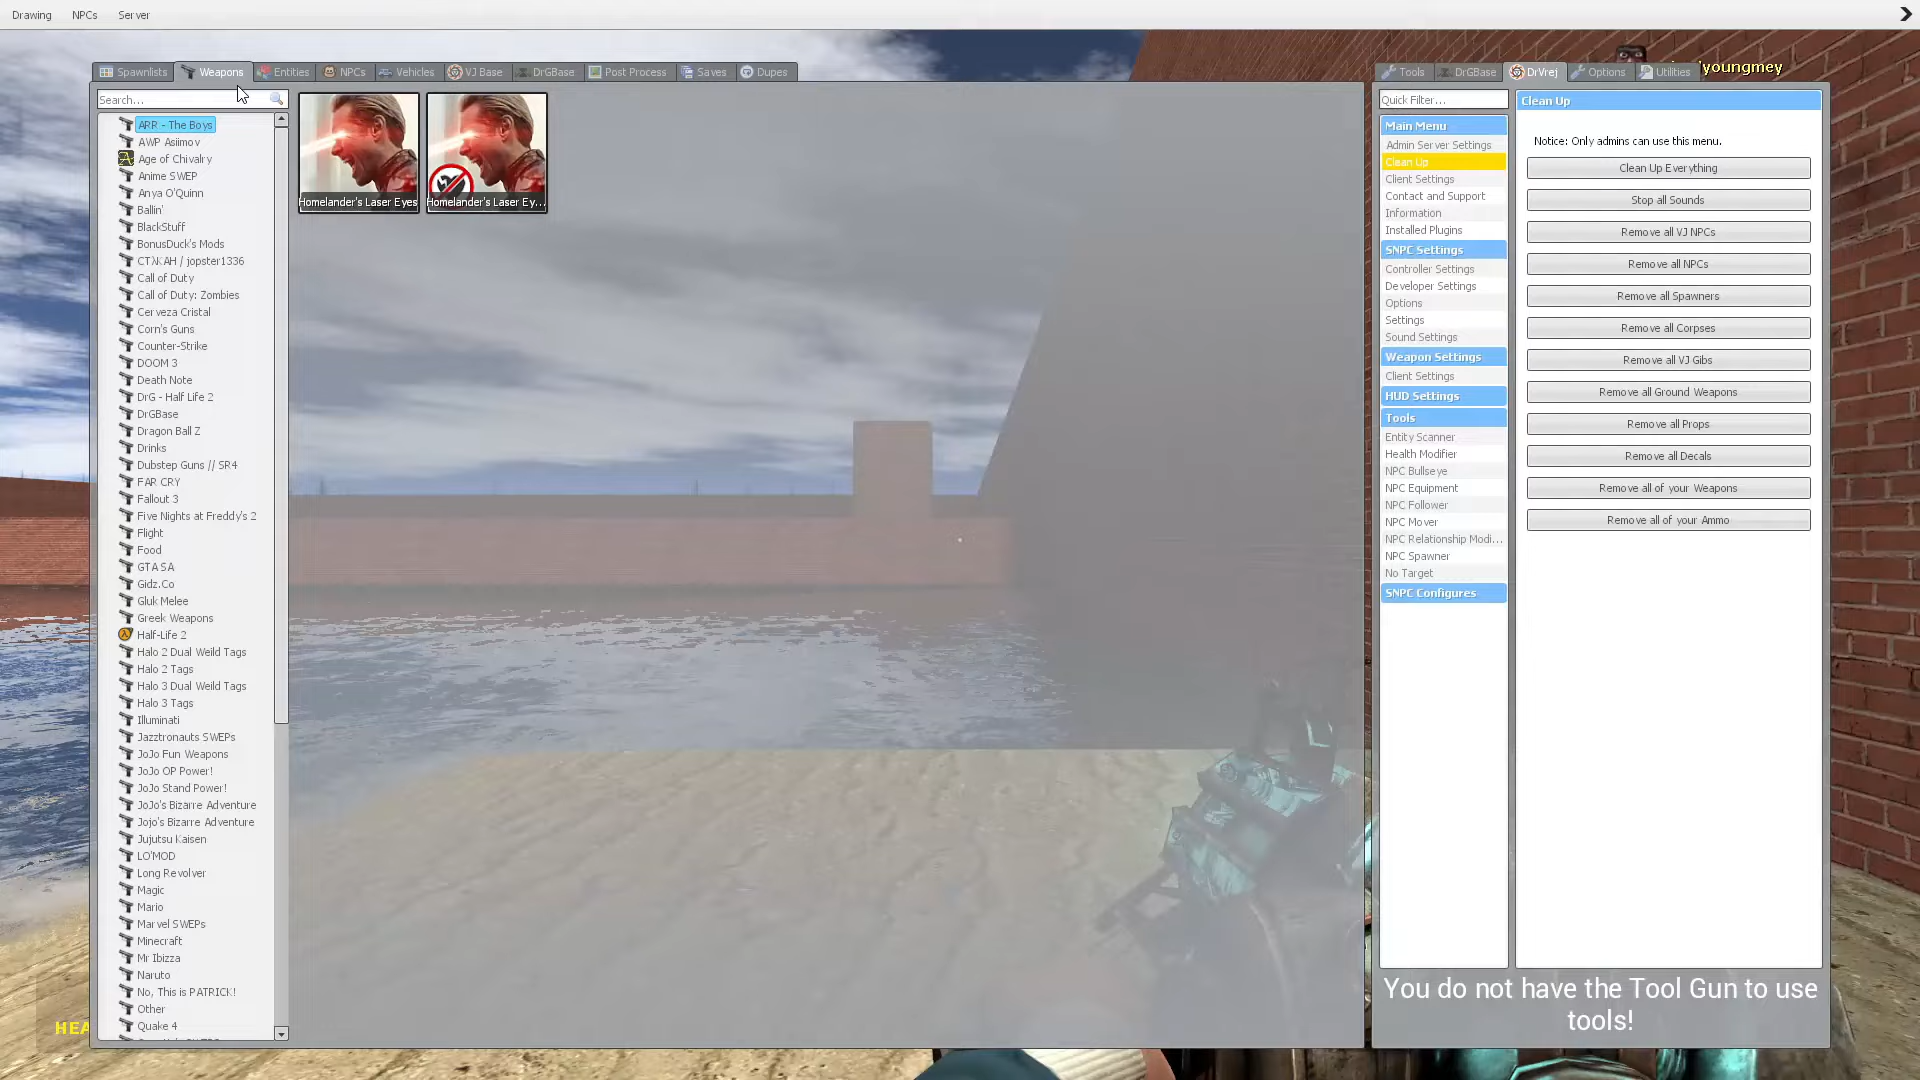 Drawing NPCs Server
youngmey
Spawnlists Weapons Entities NPCs Vehicles VJ Base DrGBase Post Process Saves Dupes
Tools DrGBase DrVrej Options Utilities
Search...
ARR - The Boys
AWP Asiimov
Age of Chivalry
Anime SWEP
Anya O'Quinn
Ballin'
BlackStuff
BonusDuck's Mods
CTλKAH / jopster1336
Call of Duty
Call of Duty: Zombies
Cerveza Cristal
Corn's Guns
Counter-Strike
DOOM 3
Death Note
DrG - Half Life 2
DrGBase
Dragon Ball Z
Drinks
Dubstep Guns // SR4
FAR CRY
Fallout 3
Five Nights at Freddy's 2
Flight
Food
GTA SA
Gidz.Co
Gluk Melee
Greek Weapons
Half-Life 2
Halo 2 Dual Weild Tags
Halo 2 Tags
Halo 3 Dual Weild Tags
Halo 3 Tags
Illuminati
Jazztronauts SWEPs
JoJo Fun Weapons
JoJo OP Power!
JoJo Stand Power!
JoJo's Bizarre Adventure
Jojo's Bizarre Adventure
Jujutsu Kaisen
LO'MOD
Long Revolver
Magic
Mario
Marvel SWEPs
Minecraft
Mr Ibizza
Naruto
No, This is PATRICK!
Other
Quake 4
HEA
Homelander's Laser Eyes
Homelander's Laser Ey...
Quick Filter...
Main Menu
Admin Server Settings
Clean Up
Client Settings
Contact and Support
Information
Installed Plugins
SNPC Settings
Controller Settings
Developer Settings
Options
Settings
Sound Settings
Weapon Settings
Client Settings
HUD Settings
Tools
Entity Scanner
Health Modifier
NPC Bullseye
NPC Equipment
NPC Follower
NPC Mover
NPC Relationship Modi...
NPC Spawner
No Target
SNPC Configures
Clean Up
Notice: Only admins can use this menu.
Clean Up Everything
Stop all Sounds
Remove all VJ NPCs
Remove all NPCs
Remove all Spawners
Remove all Corpses
Remove all VJ Gibs
Remove all Ground Weapons
Remove all Props
Remove all Decals
Remove all of your Weapons
Remove all of your Ammo
You do not have the Tool Gun to use
tools!